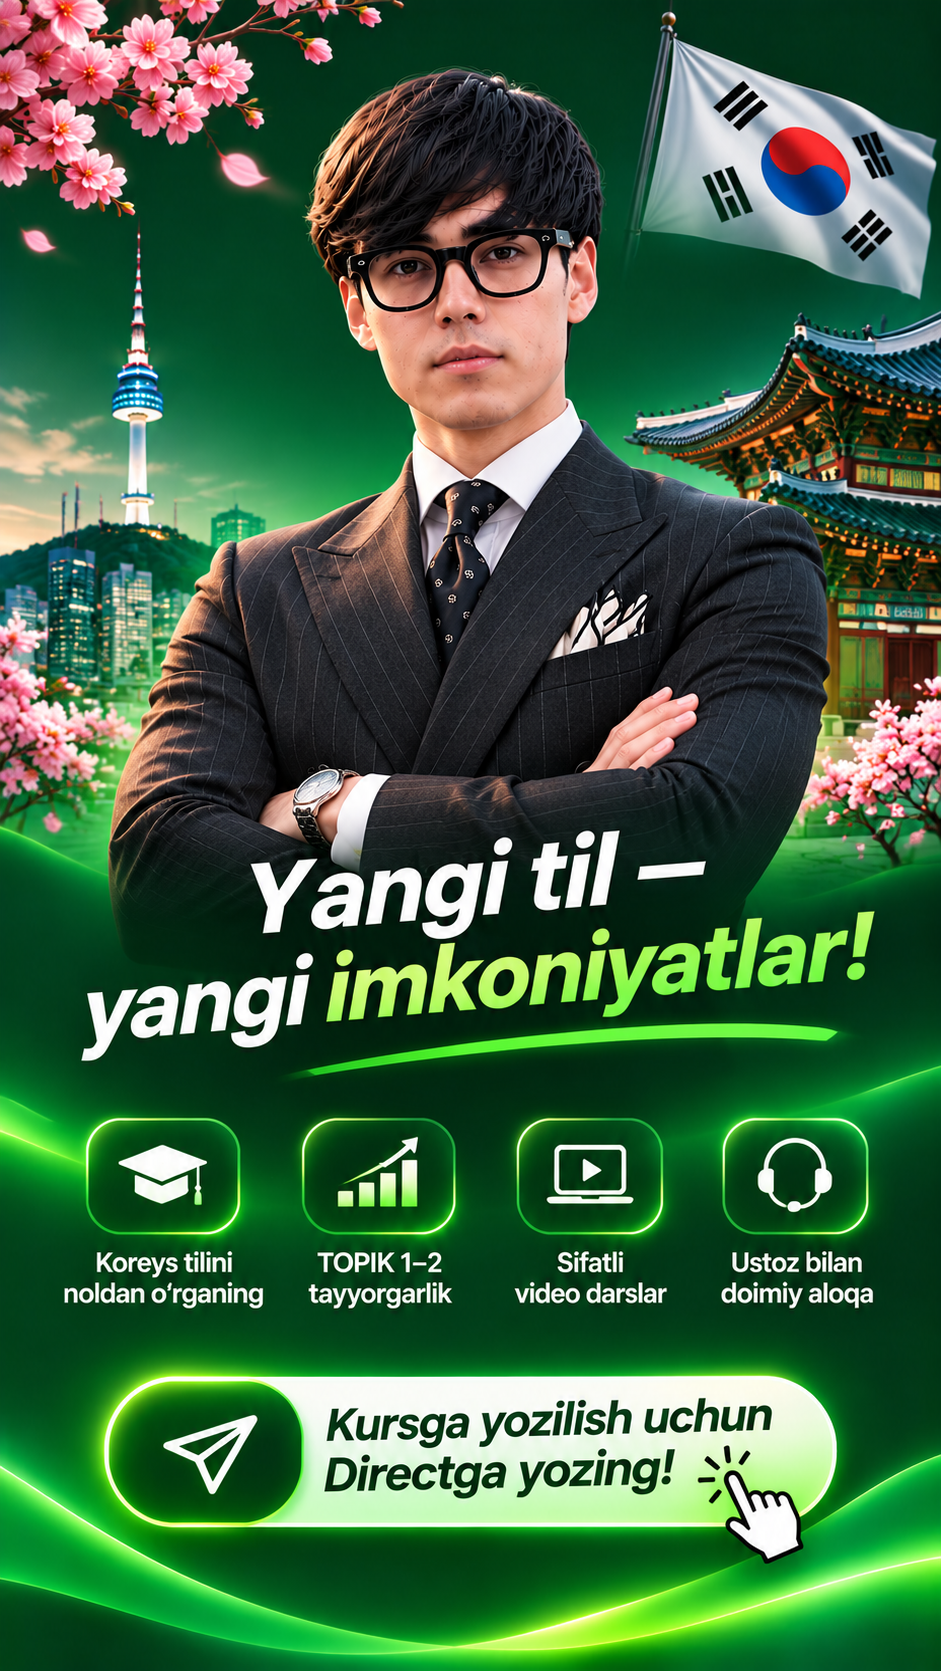 Yangi til –
yangi imkoniyatlar!
Koreys tilini
noldan o‘rganing
TOPIK 1–2
tayyorgarlik
Sifatli
video darslar
Ustoz bilan
doimiy aloqa
Kursga yozilish uchun
Directga yozing!